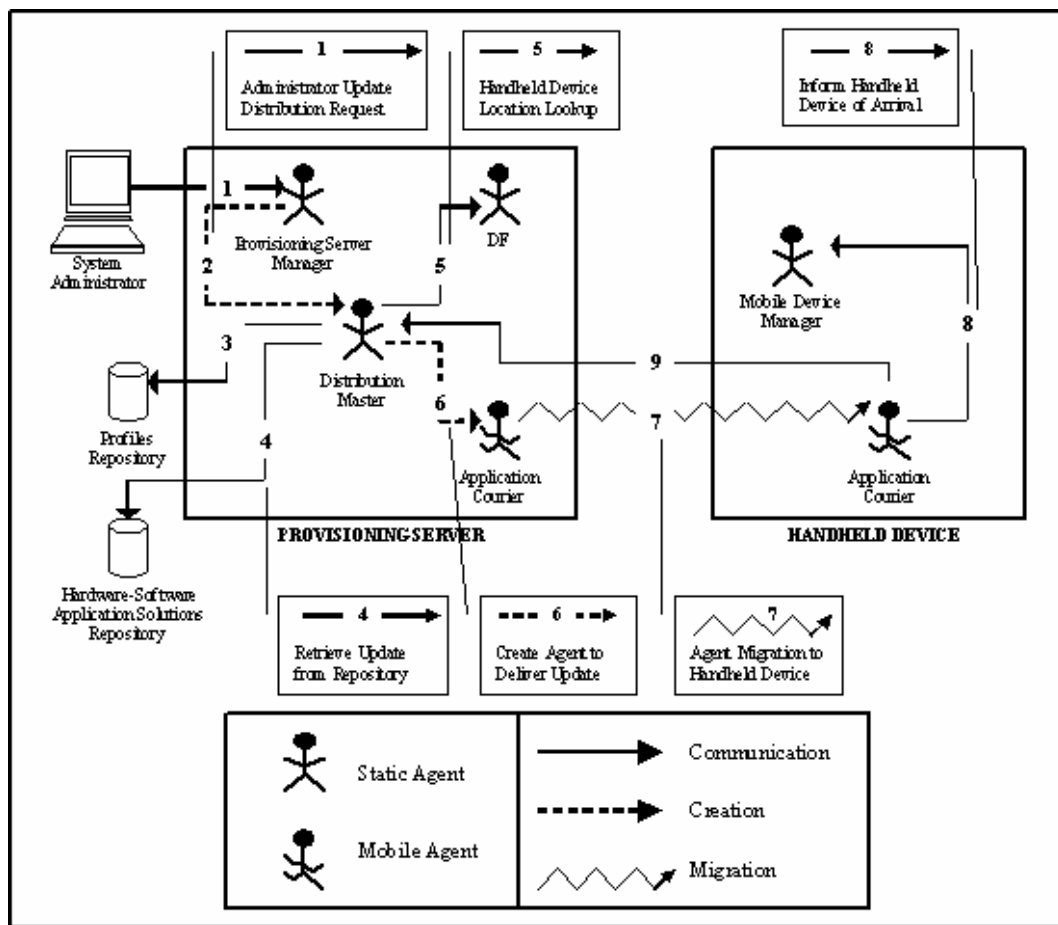 1
Administrator Update
Distribution Request
5
Handheld Device
Location Lookup
8
Inform Handheld
Device of Arrival
1
System
Administrator
Provisioning Server
Manager
2
DF
5
Mobile Device
Manager
8
3
Distribution
Master
9
Profiles
Repository
4
6
7
Application
Courier
Application
Courier
PROVISIONING SERVER
HANDHELD DEVICE
Hardware-Software
Application Solutions
Repository
4
Retrieve Update
from Repository
6
Create Agent to
Deliver Update
7
Agent Migration to
Handheld Device
Static Agent
Mobile Agent
Communication
Creation
Migration